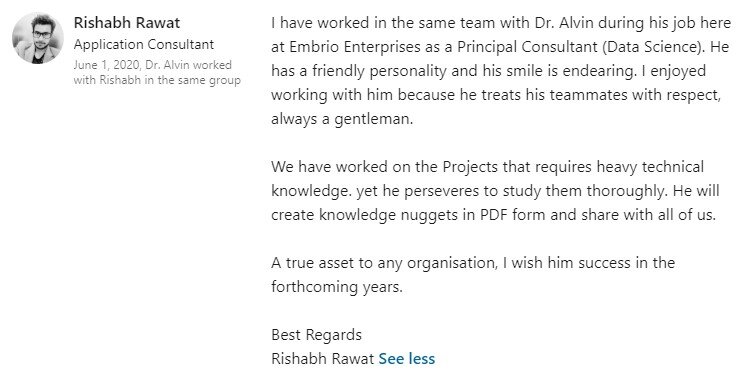 Rishabh Rawat
Application Consultant
June 1, 2020, Dr. Alvin worked
with Rishabh in the same group
I have worked in the same team with Dr. Alvin during his job here
at Embrio Enterprises as a Principal Consultant (Data Science). He
has a friendly personality and his smile is endearing. I enjoyed
working with him because he treats his teammates with respect,
always a gentleman.
We have worked on the Projects that requires heavy technical
knowledge. yet he perseveres to study them thoroughly. He will
create knowledge nuggets in PDF form and share with all of us.
A true asset to any organisation, I wish him success in the
forthcoming years.
Best Regards
Rishabh Rawat See less